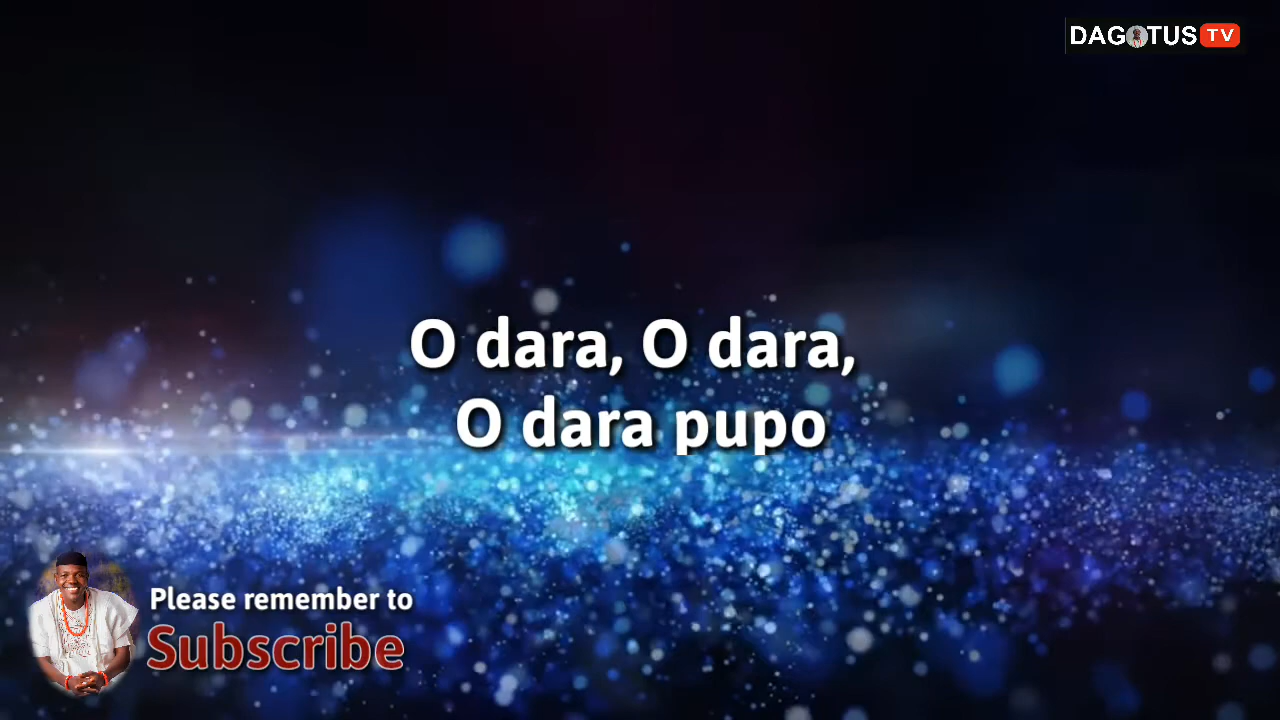 DAGOTUS TV
O dara, O dara,
O dara pupo
Please remember to
Subscribe